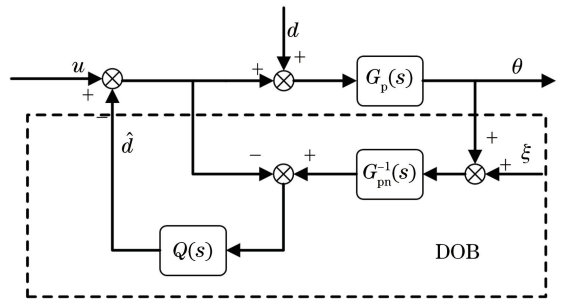 d
u
+
+
+
G_p(s)
θ
−
d̂
−
+
G_pn^{-1}(s)
+
+
ξ
Q(s)
DOB